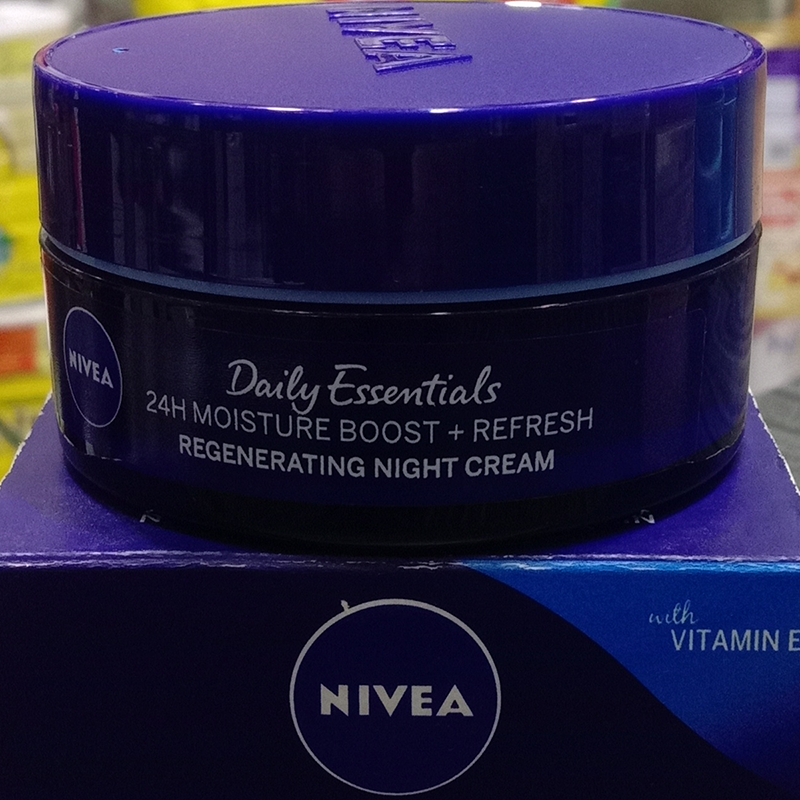 NIVEA
NIVEA
Daily Essentials
24H MOISTURE BOOST + REFRESH
REGENERATING NIGHT CREAM
with
VITAMIN E
NIVEA